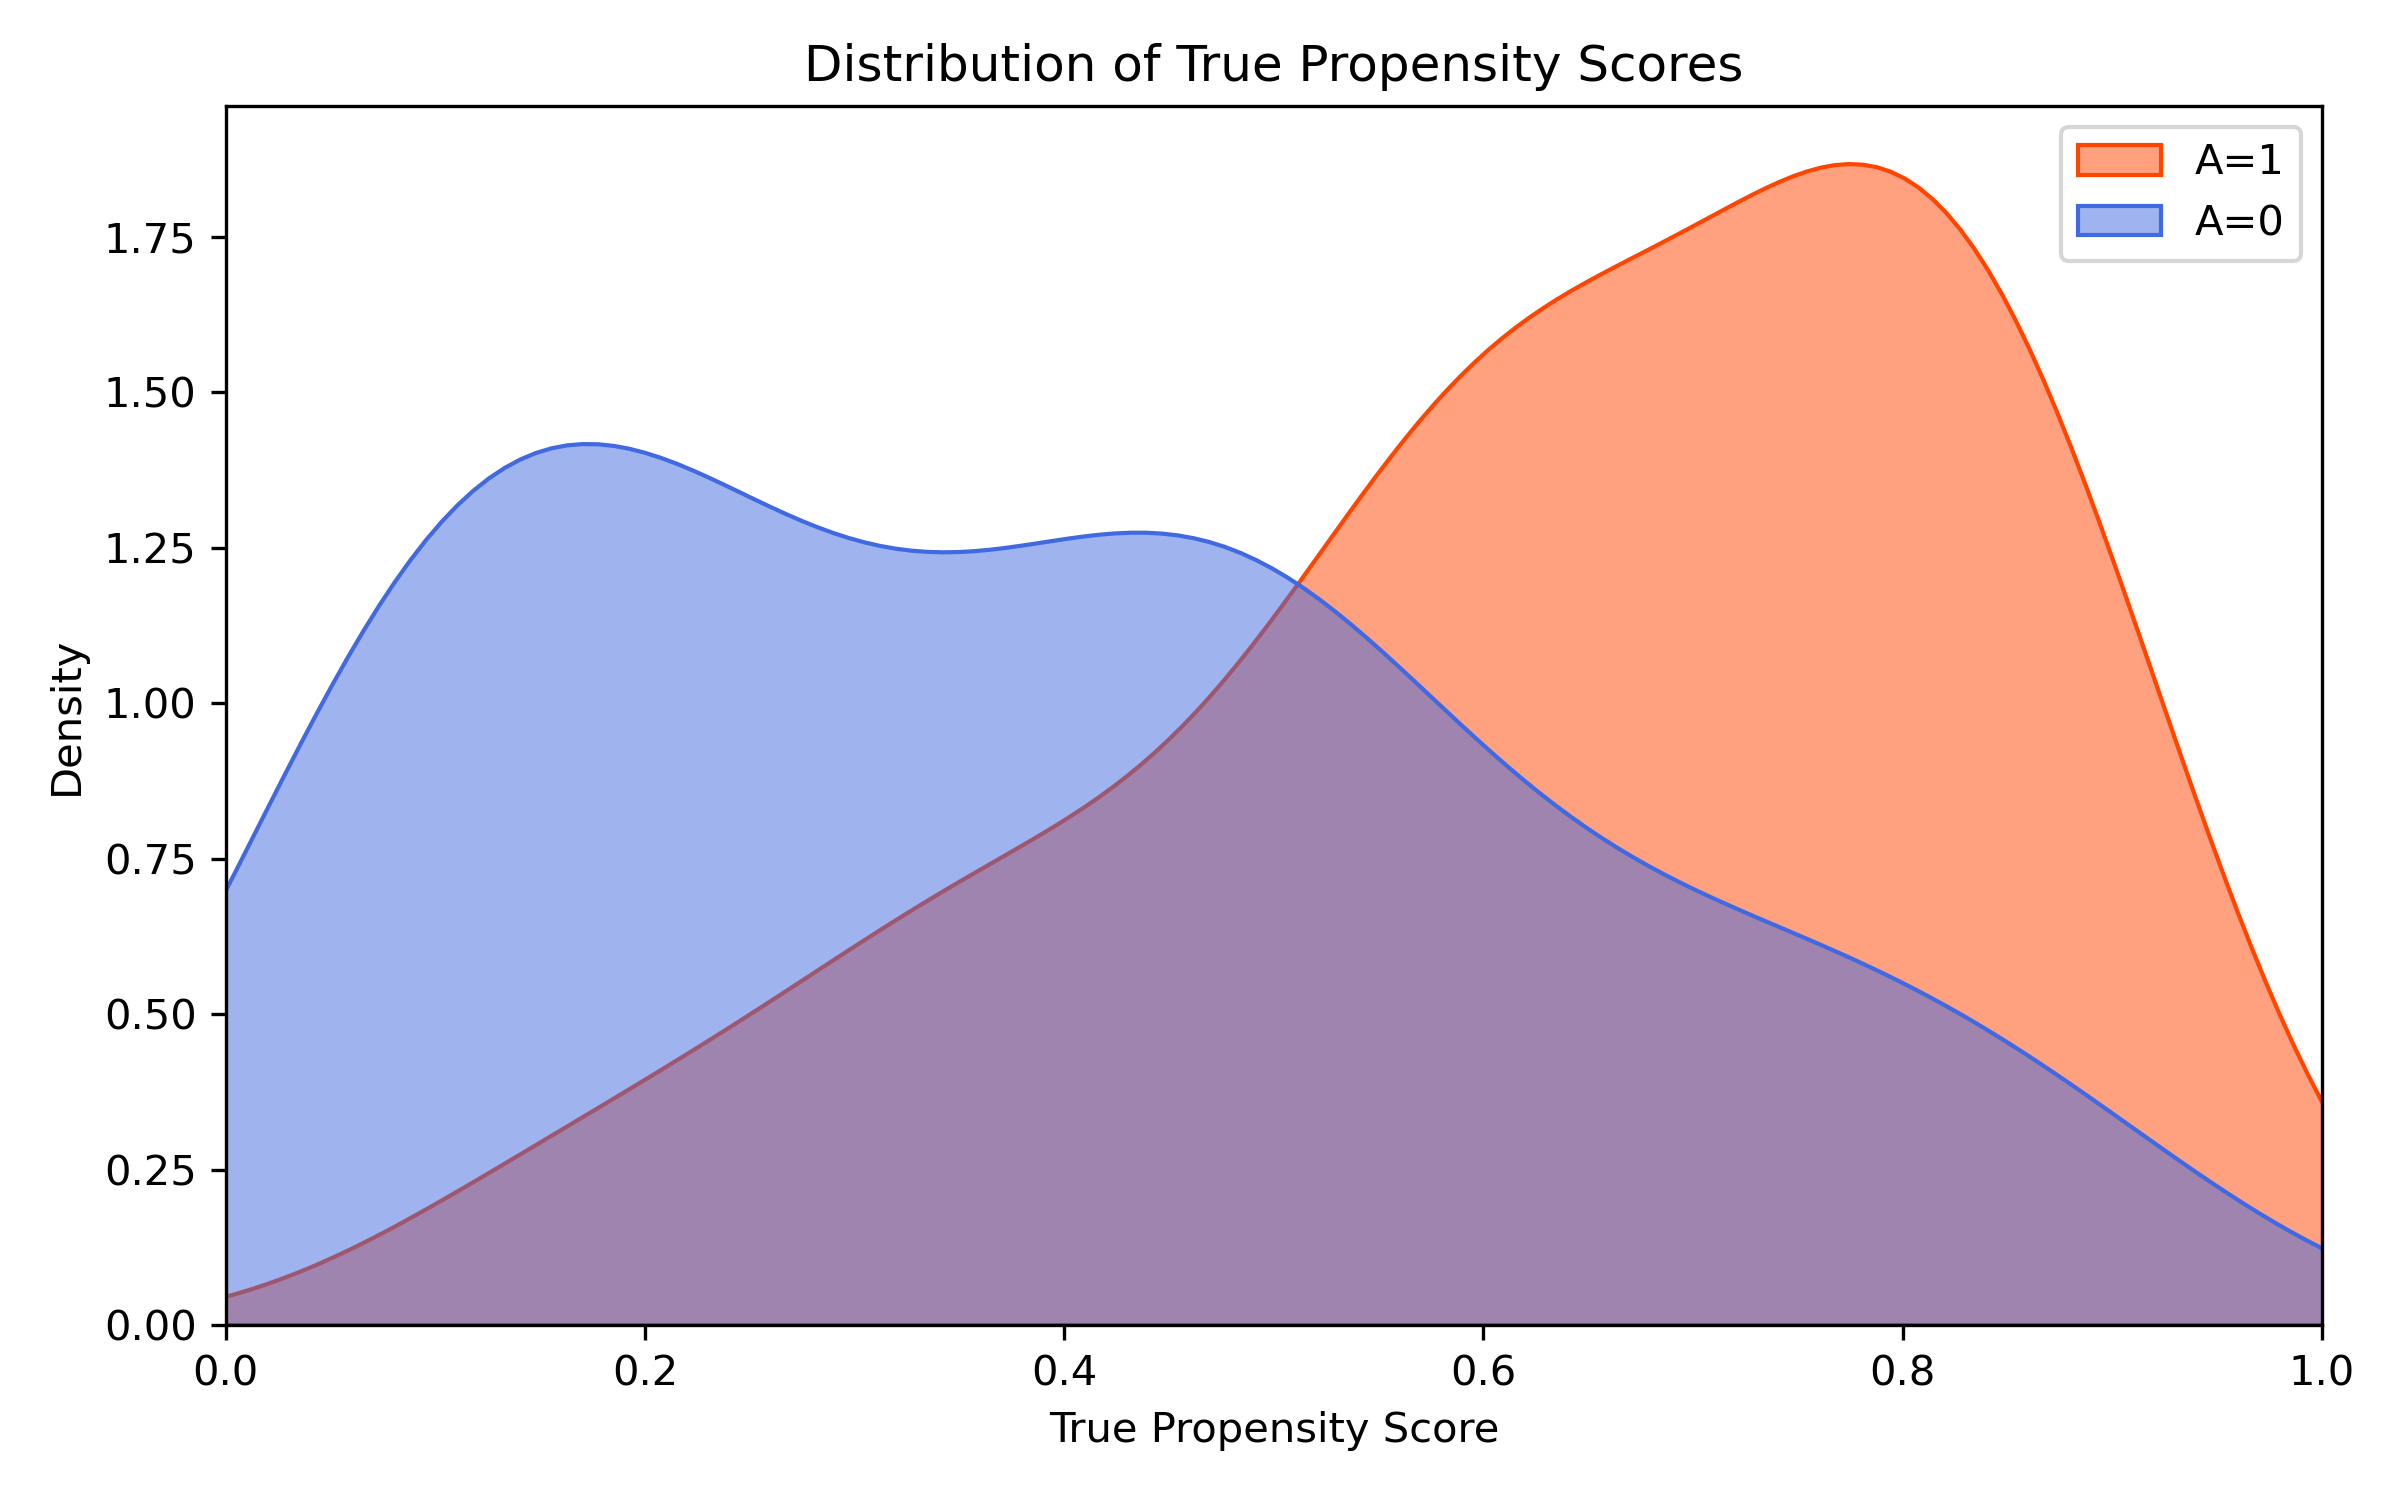 Distribution of True Propensity Scores
A=1
A=0
Density
1.75
1.50
1.25
1.00
0.75
0.50
0.25
0.00
0.0 0.2 0.4 0.6 0.8 1.0
True Propensity Score